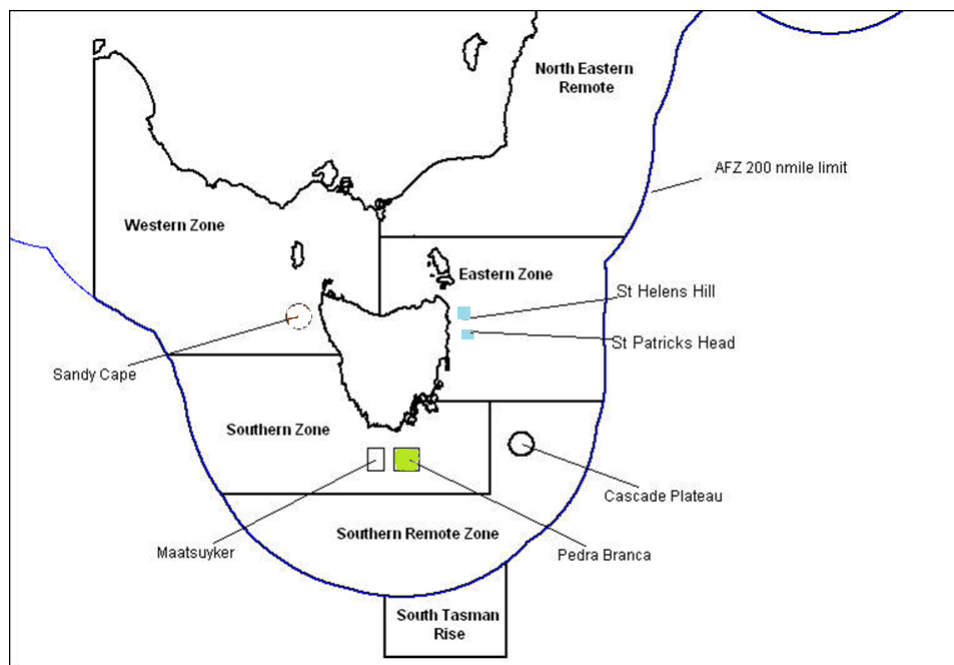 North Eastern
Remote
AFZ 200 nmile limit
Western Zone
Eastern Zone
St Helens Hill
St Patricks Head
Sandy Cape
Southern Zone
Cascade Plateau
Southern Remote Zone
Maatsuyker
Pedra Branca
South Tasman
Rise